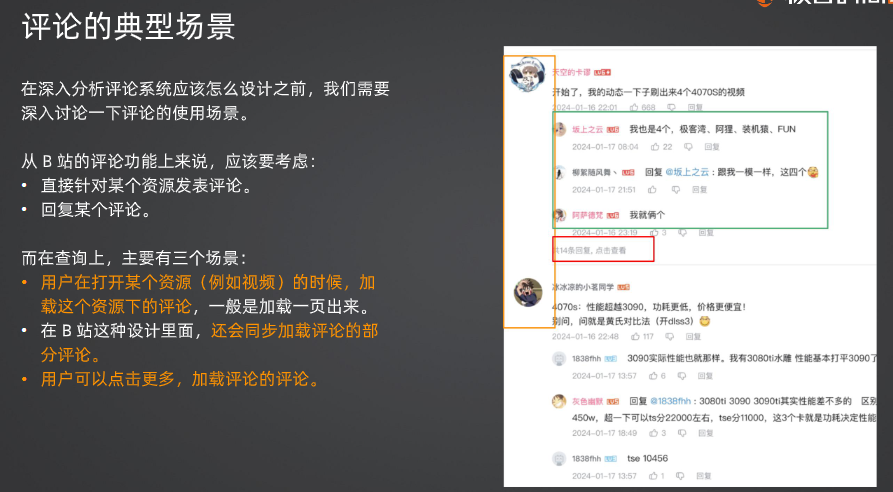 评论的典型场景
在深入分析评论系统应该怎么设计之前，我们需要
深入讨论一下评论的使用场景。
从 B 站的评论功能上来说，应该要考虑：
• 直接针对某个资源发表评论。
• 回复某个评论。
而在查询上，主要有三个场景：
• 用户在打开某个资源（例如视频）的时候，加
载这个资源下的评论，一般是加载一页出来。
• 在 B 站这种设计里面，还会同步加载评论的部
分评论。
• 用户可以点击更多，加载评论的评论。
天空的卡谬
开始了，我的动态一下子刷出来4个4070S的视频
2024-01-16 22:01 668 回复
坂上之云 我也是4个，极客湾、阿狸、装机猿、FUN
2024-01-17 08:04 22 回复
柳絮随风舞丶 回复 @坂上之云：跟我一模一样，这四个
2024-01-17 21:51 回复
阿萨德梵 我就俩个
2024-01-16 23:19 3 回复
共14条回复, 点击查看
冰冰凉的小茗同学
4070s：性能超越3090，功耗更低，价格更便宜！
别问，问就是黄氏对比法（开dlss3）
2024-01-16 22:48 117 回复
1838fhh 3090实际性能也就那样。我有3080ti水雕 性能基本打平3090了
2024-01-17 13:57 6 回复
灰色幽默 回复 @1838fhh：3080ti 3090 3090ti其实性能差不多的 区别
450w，超一下可以ts分22000左右，tse分11000，这3个卡就是功耗决定性能
2024-01-17 18:49 3 回复
1838fhh tse 10456
2024-01-17 13:57 1 回复